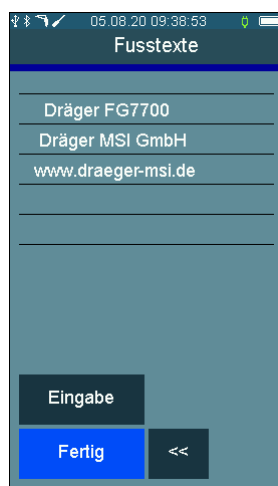 05.08.20 09:38:53
Fusstexte
Dräger FG7700
Dräger MSI GmbH
www.draeger-msi.de
Eingabe
Fertig <<